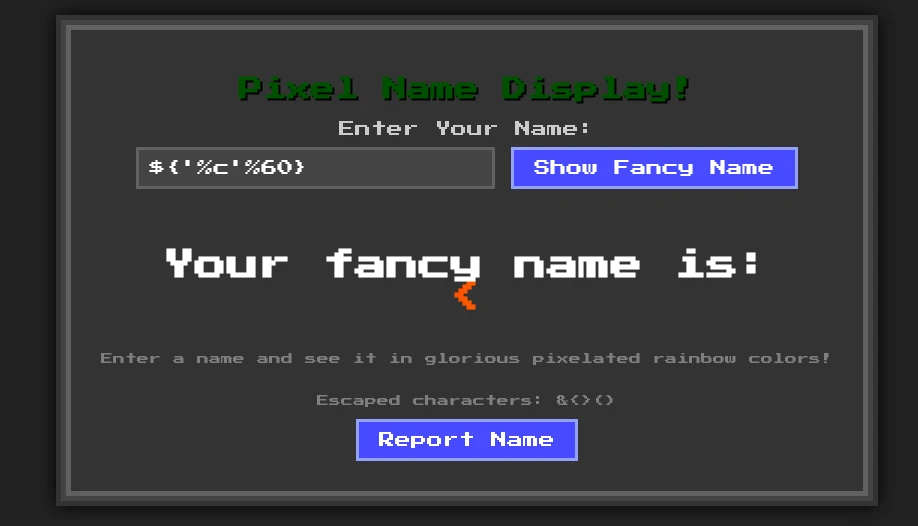 Pixel Name Display!
Enter Your Name:
${'%c'%60}
Show Fancy Name
Your fancy name is:
<
Enter a name and see it in glorious pixelated rainbow colors!
Escaped characters: &<>()
Report Name